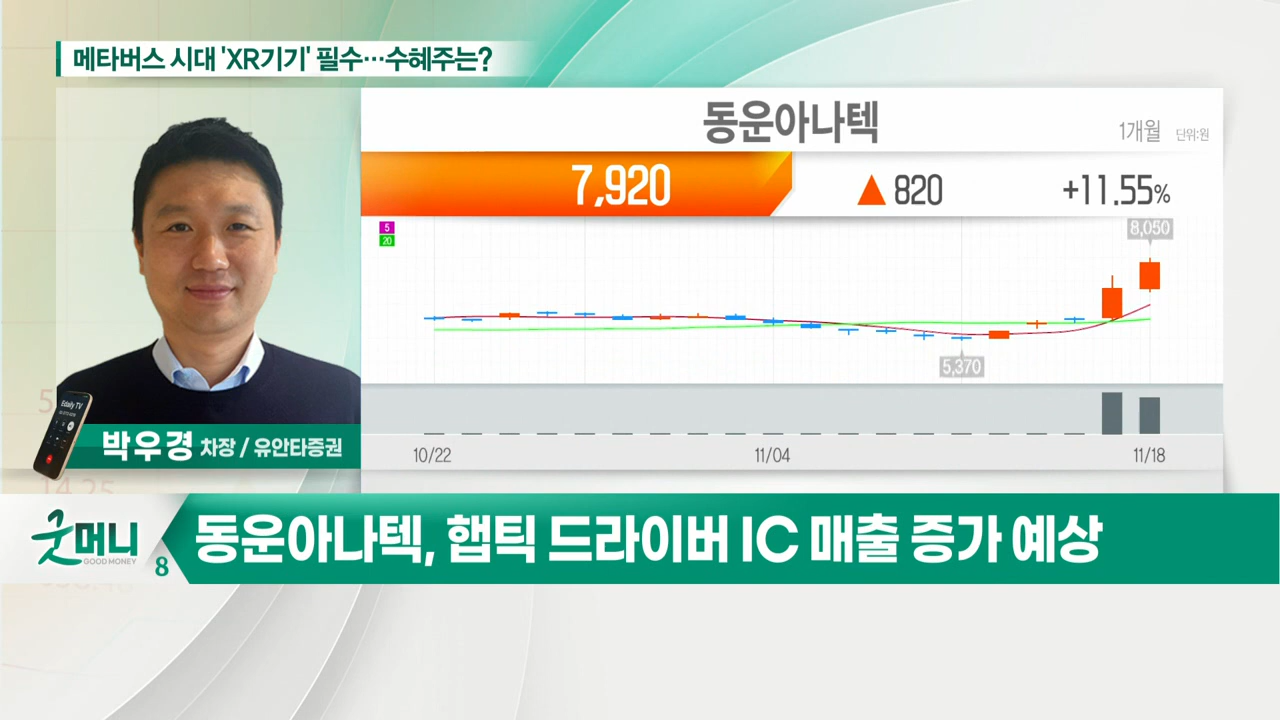 메타버스 시대 'XR기기' 필수…수혜주는?
동운아나텍
1개월 단위:원
7,920 ▲ 820 +11.55%
5
20
8,050
5,370
10/22 11/04 11/18
Edaily TV
박우경 차장 / 유안타증권
굿머니
GOOD MONEY
8
동운아나텍, 햅틱 드라이버 IC 매출 증가 예상